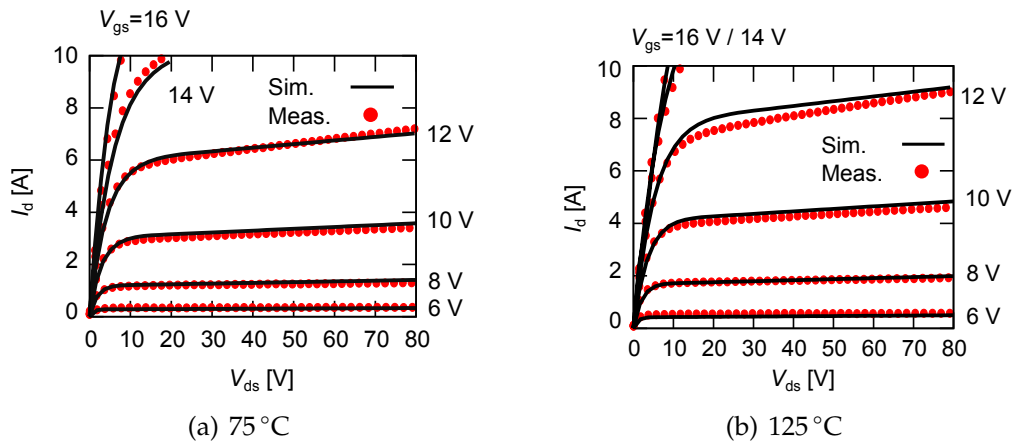 V_gs=16 V
10
8
6
4
2
0
I_d [A]
14 V
Sim.
Meas.
12 V
10 V
8 V
6 V
0 10 20 30 40 50 60 70 80
V_ds [V]
(a) 75 °C
V_gs=16 V / 14 V
10
8
6
4
2
0
I_d [A]
Sim.
Meas.
12 V
10 V
8 V
6 V
0 10 20 30 40 50 60 70 80
V_ds [V]
(b) 125 °C